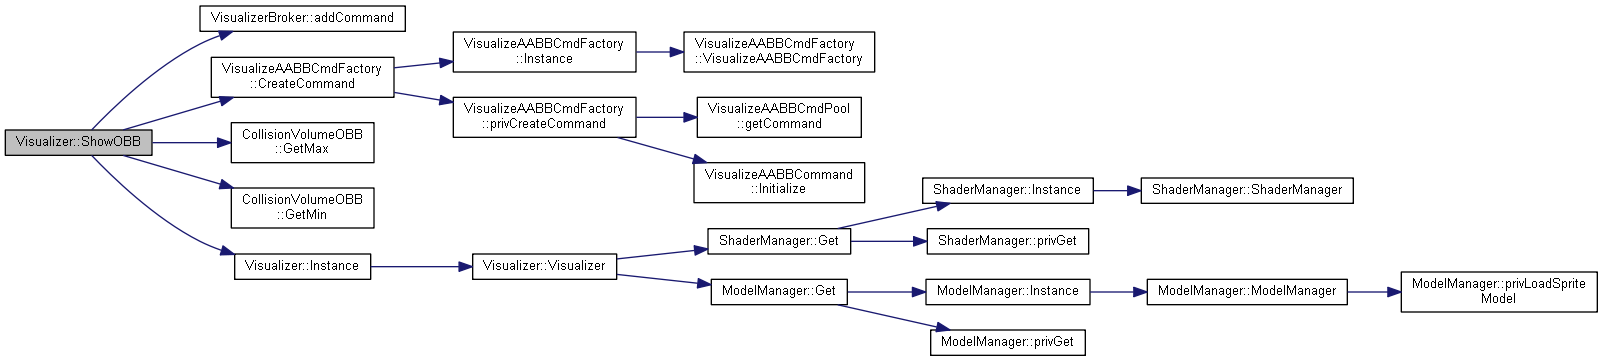 Visualizer::ShowOBB
VisualizerBroker::addCommand
VisualizeAABBCmdFactory
::CreateCommand
CollisionVolumeOBB
::GetMax
CollisionVolumeOBB
::GetMin
Visualizer::Instance
VisualizeAABBCmdFactory
::Instance
VisualizeAABBCmdFactory
::privCreateCommand
Visualizer::Visualizer
VisualizeAABBCmdFactory
::VisualizeAABBCmdFactory
VisualizeAABBCmdPool
::getCommand
VisualizeAABBCommand
::Initialize
ShaderManager::Get
ModelManager::Get
ShaderManager::Instance
ShaderManager::privGet
ModelManager::Instance
ModelManager::privGet
ShaderManager::ShaderManager
ModelManager::ModelManager
ModelManager::privLoadSprite
Model